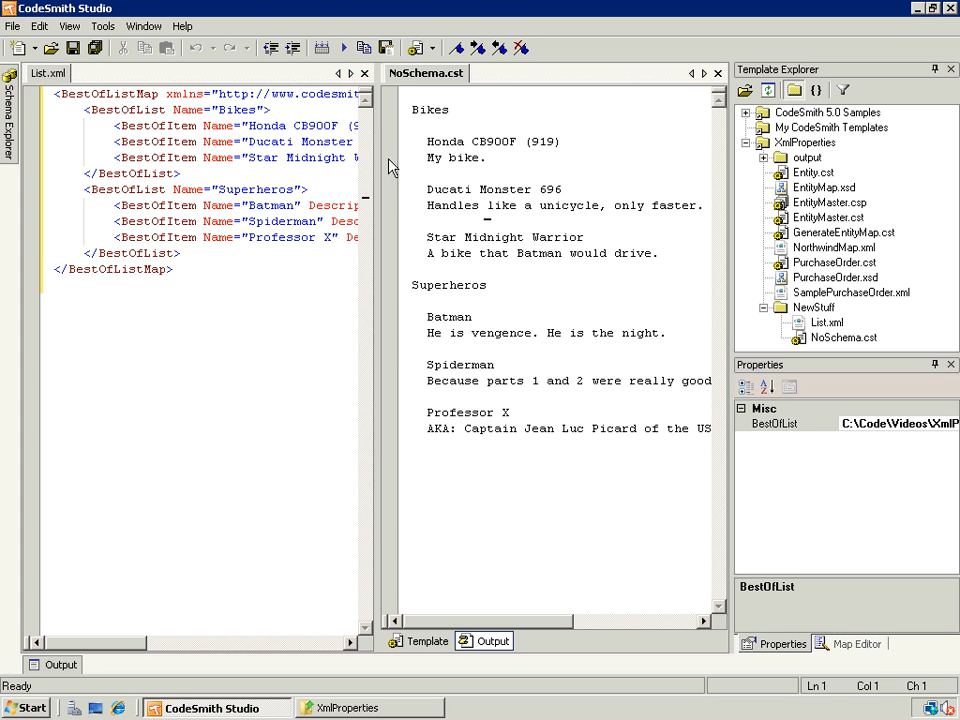 CodeSmith Studio
File Edit View Tools Window Help
Schema Explorer
List.xml
<BestOfListMap xmlns="http://www.codesmit
<BestOfList Name="Bikes">
<BestOfItem Name="Honda CB900F (9
<BestOfItem Name="Ducati Monster
<BestOfItem Name="Star Midnight W
</BestOfList>
<BestOfList Name="Superheros">
<BestOfItem Name="Batman" Descrip
<BestOfItem Name="Spiderman" Desc
<BestOfItem Name="Professor X" De
</BestOfList>
</BestOfListMap>
NoSchema.cst
Bikes
Honda CB900F (919)
My bike.
Ducati Monster 696
Handles like a unicycle, only faster.
Star Midnight Warrior
A bike that Batman would drive.
Superheros
Batman
He is vengence. He is the night.
Spiderman
Because parts 1 and 2 were really good
Professor X
AKA: Captain Jean Luc Picard of the US
Template Output
Template Explorer
CodeSmith 5.0 Samples
My CodeSmith Templates
XmlProperties
output
Entity.cst
EntityMap.xsd
EntityMaster.csp
EntityMaster.cst
GenerateEntityMap.cst
NorthwindMap.xml
PurchaseOrder.cst
PurchaseOrder.xsd
SamplePurchaseOrder.xml
NewStuff
List.xml
NoSchema.cst
Properties
Misc
BestOfList C:\Code\Videos\XmlP
BestOfList
Properties Map Editor
Output
Ready Ln 1 Col 1 Ch 1
Start CodeSmith Studio XmlProperties